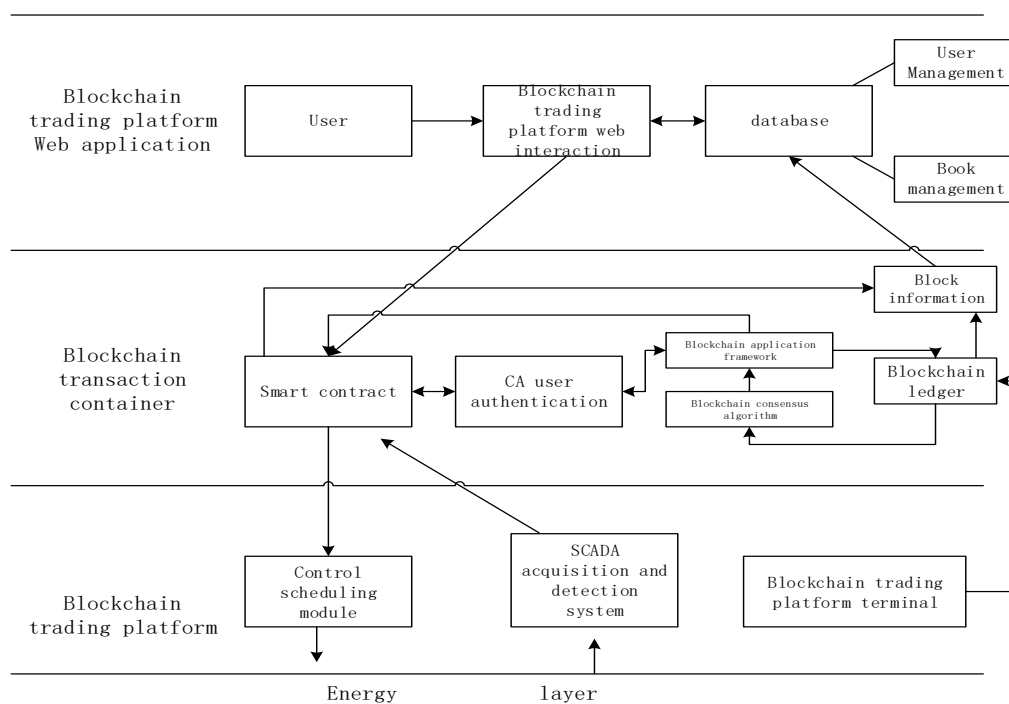 Blockchain
trading platform
Web application
User
Blockchain
trading
platform web
interaction
database
User
Management
Book
management
Blockchain
transaction
container
Smart contract
CA user
authentication
Blockchain application
framework
Blockchain consensus
algorithm
Block
information
Blockchain
ledger
Blockchain
trading platform
Control
scheduling
module
SCADA
acquisition and
detection
system
Blockchain trading
platform terminal
Energy layer